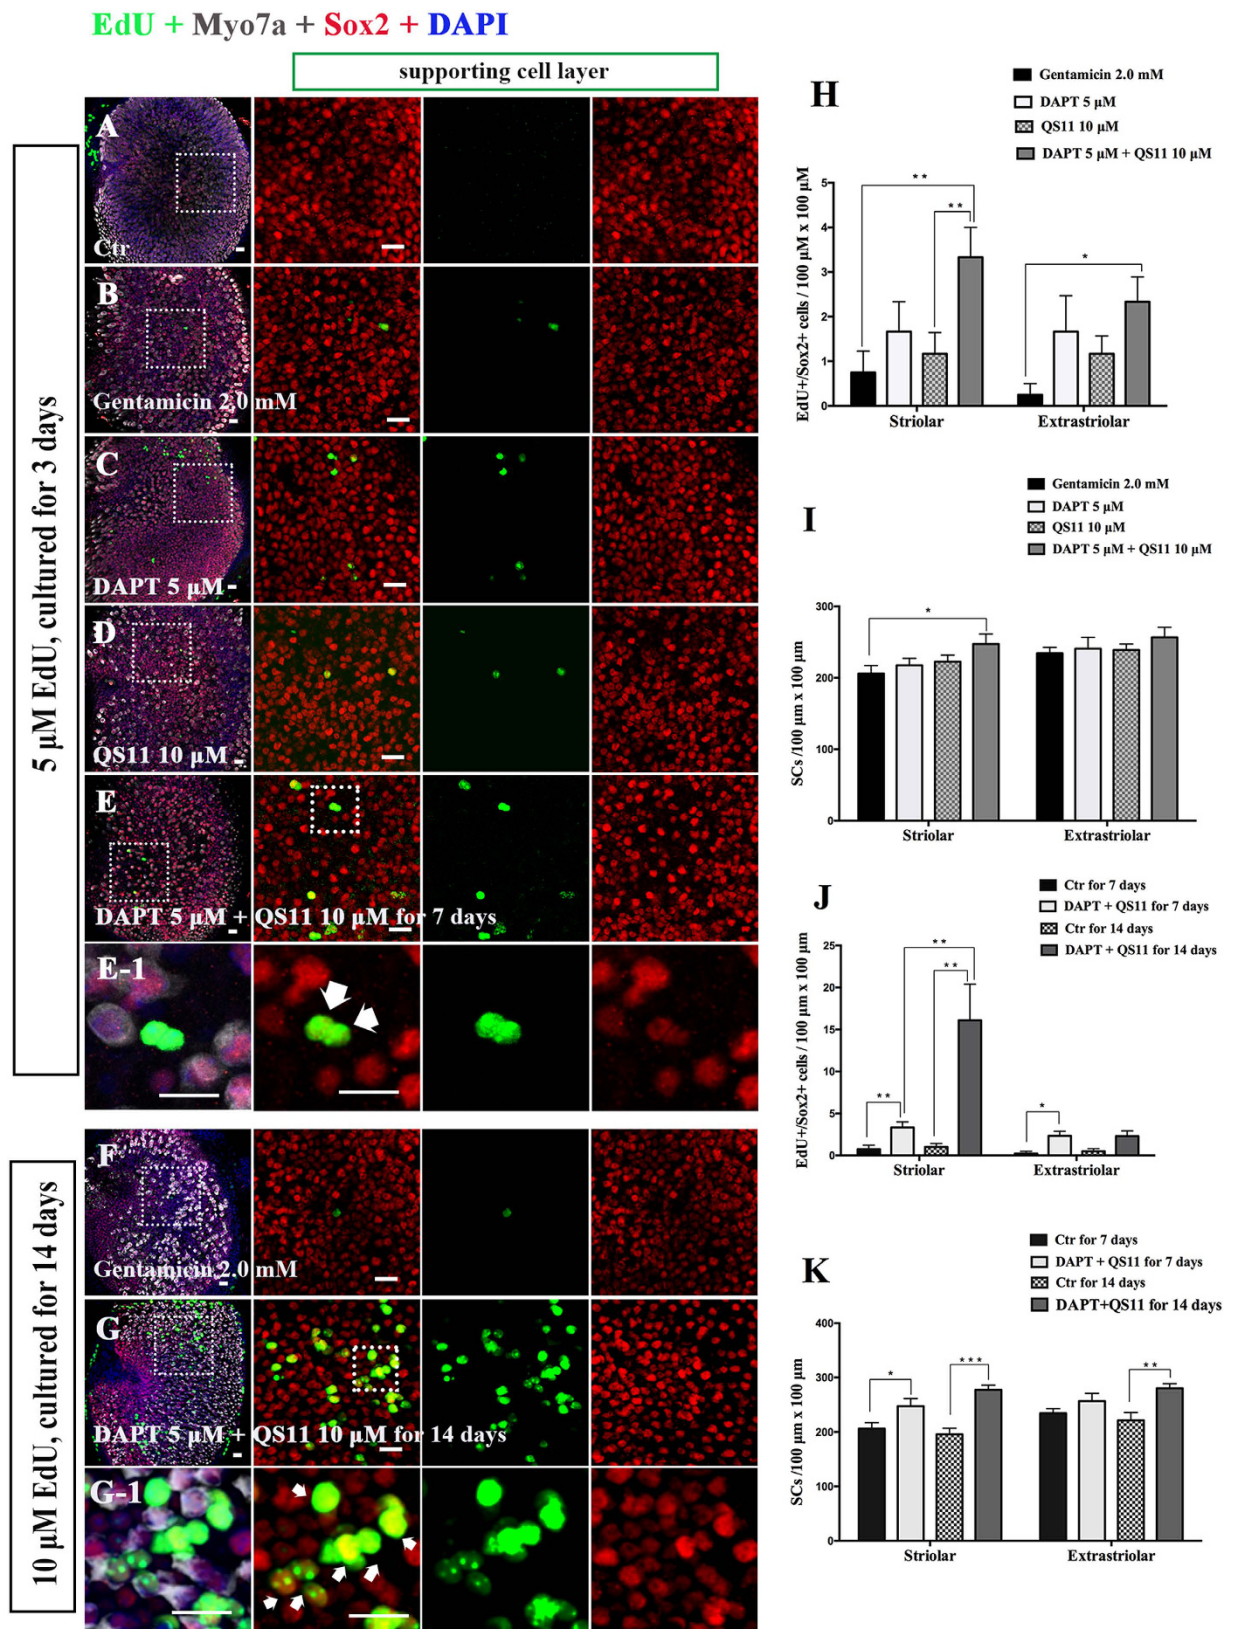 EdU + Myo7a + Sox2 + DAPI
supporting cell layer
5 µM EdU, cultured for 3 days
A
Ctr
B
Gentamicin 2.0 mM
C
DAPT 5 µM
D
QS11 10 µM
E
DAPT 5 µM + QS11 10 µM for 7 days
E-1
10 µM EdU, cultured for 14 days
F
Gentamicin 2.0 mM
G
DAPT 5 µM + QS11 10 µM for 14 days
G-1
H
Gentamicin 2.0 mM
DAPT 5 µM
QS11 10 µM
DAPT 5 µM + QS11 10 µM
EdU+/Sox2+ cells / 100 µM x 100 µM
5
4
3
2
1
0
* *
* *
*
Striolar
Extrastriolar
I
Gentamicin 2.0 mM
DAPT 5 µM
QS11 10 µM
DAPT 5 µM + QS11 10 µM
SCs /100 µm x 100 µm
300
200
100
0
*
Striolar
Extrastriolar
J
Ctr for 7 days
DAPT + QS11 for 7 days
Ctr for 14 days
DAPT + QS11 for 14 days
EdU+/Sox2+ cells / 100 µm x 100 µm
25
20
15
10
5
0
* *
* *
* *
*
Striolar
Extrastriolar
K
Ctr for 7 days
DAPT + QS11 for 7 days
Ctr for 14 days
DAPT+QS11 for 14 days
SCs /100 µm x 100 µm
400
300
200
100
0
*
* * *
* *
Striolar
Extrastriolar